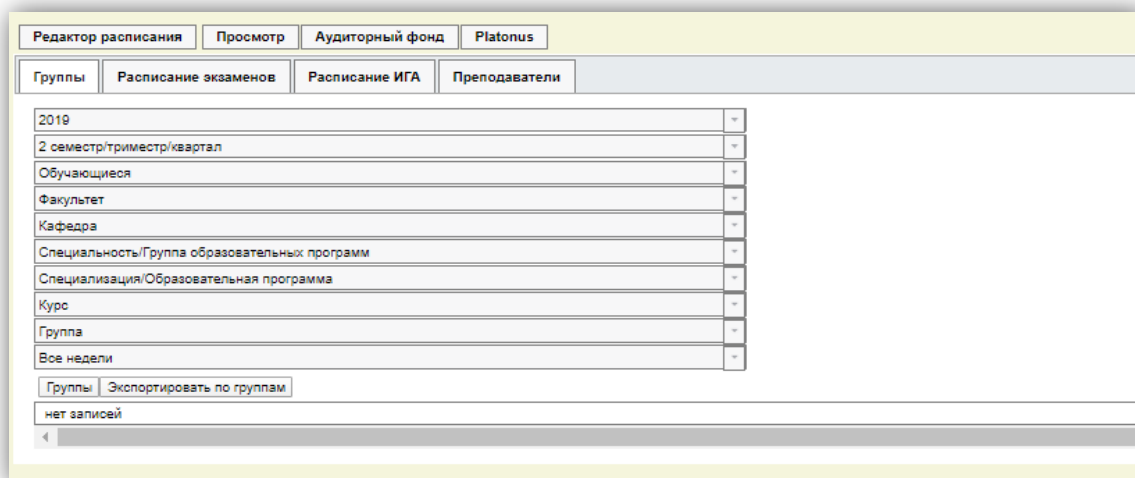 Редактор расписания Просмотр Аудиторный фонд Platonus
Группы Расписание экзаменов Расписание ИГА Преподаватели
2019
2 семестр/триместр/квартал
Обучающиеся
Факультет
Кафедра
Специальность/Группа образовательных программ
Специализация/Образовательная программа
Курс
Группа
Все недели
Группы Экспортировать по группам
нет записей